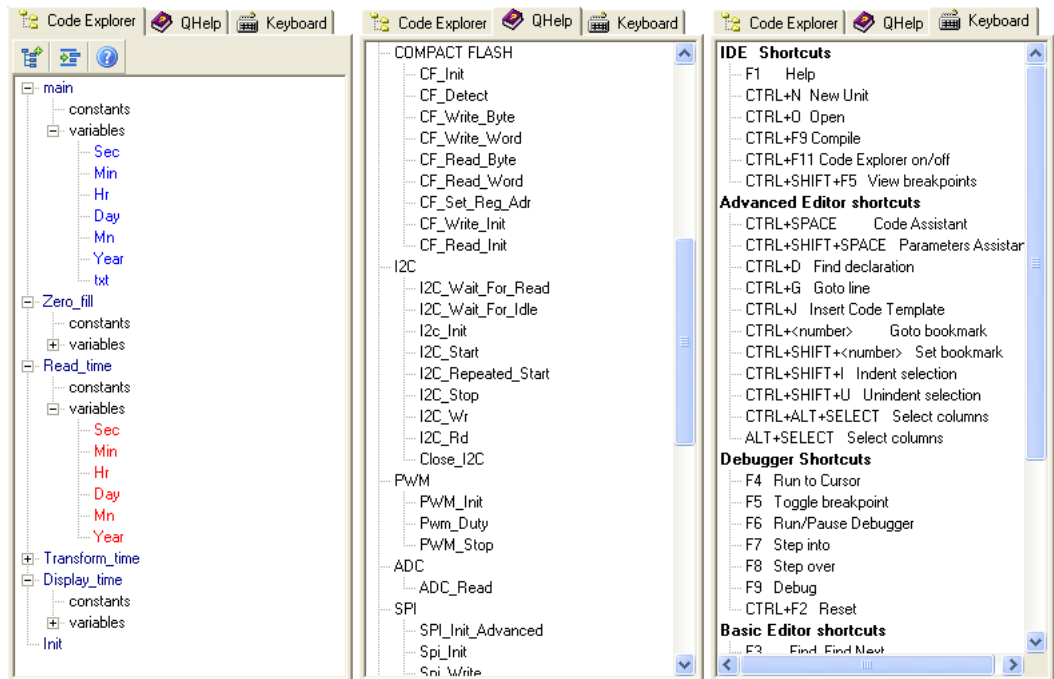 Code Explorer QHelp Keyboard
main
constants
variables
Sec
Min
Hr
Day
Mn
Year
txt
Zero_fill
constants
variables
Read_time
constants
variables
Sec
Min
Hr
Day
Mn
Year
Transform_time
Display_time
constants
variables
Init
Code Explorer QHelp Keyboard
COMPACT FLASH
CF_Init
CF_Detect
CF_Write_Byte
CF_Write_Word
CF_Read_Byte
CF_Read_Word
CF_Set_Reg_Adr
CF_Write_Init
CF_Read_Init
I2C
I2C_Wait_For_Read
I2C_Wait_For_Idle
I2c_Init
I2C_Start
I2C_Repeated_Start
I2C_Stop
I2C_Wr
I2C_Rd
Close_I2C
PWM
PWM_Init
Pwm_Duty
PWM_Stop
ADC
ADC_Read
SPI
SPI_Init_Advanced
Spi_Init
Spi_Write
Code Explorer QHelp Keyboard
IDE Shortcuts
F1 Help
CTRL+N New Unit
CTRL+O Open
CTRL+F9 Compile
CTRL+F11 Code Explorer on/off
CTRL+SHIFT+F5 View breakpoints
Advanced Editor shortcuts
CTRL+SPACE Code Assistant
CTRL+SHIFT+SPACE Parameters Assistar
CTRL+D Find declaration
CTRL+G Goto line
CTRL+J Insert Code Template
CTRL+<number> Goto bookmark
CTRL+SHIFT+<number> Set bookmark
CTRL+SHIFT+I Indent selection
CTRL+SHIFT+U Unindent selection
CTRL+ALT+SELECT Select columns
ALT+SELECT Select columns
Debugger Shortcuts
F4 Run to Cursor
F5 Toggle breakpoint
F6 Run/Pause Debugger
F7 Step into
F8 Step over
F9 Debug
CTRL+F2 Reset
Basic Editor shortcuts
F3 Find, Find Next